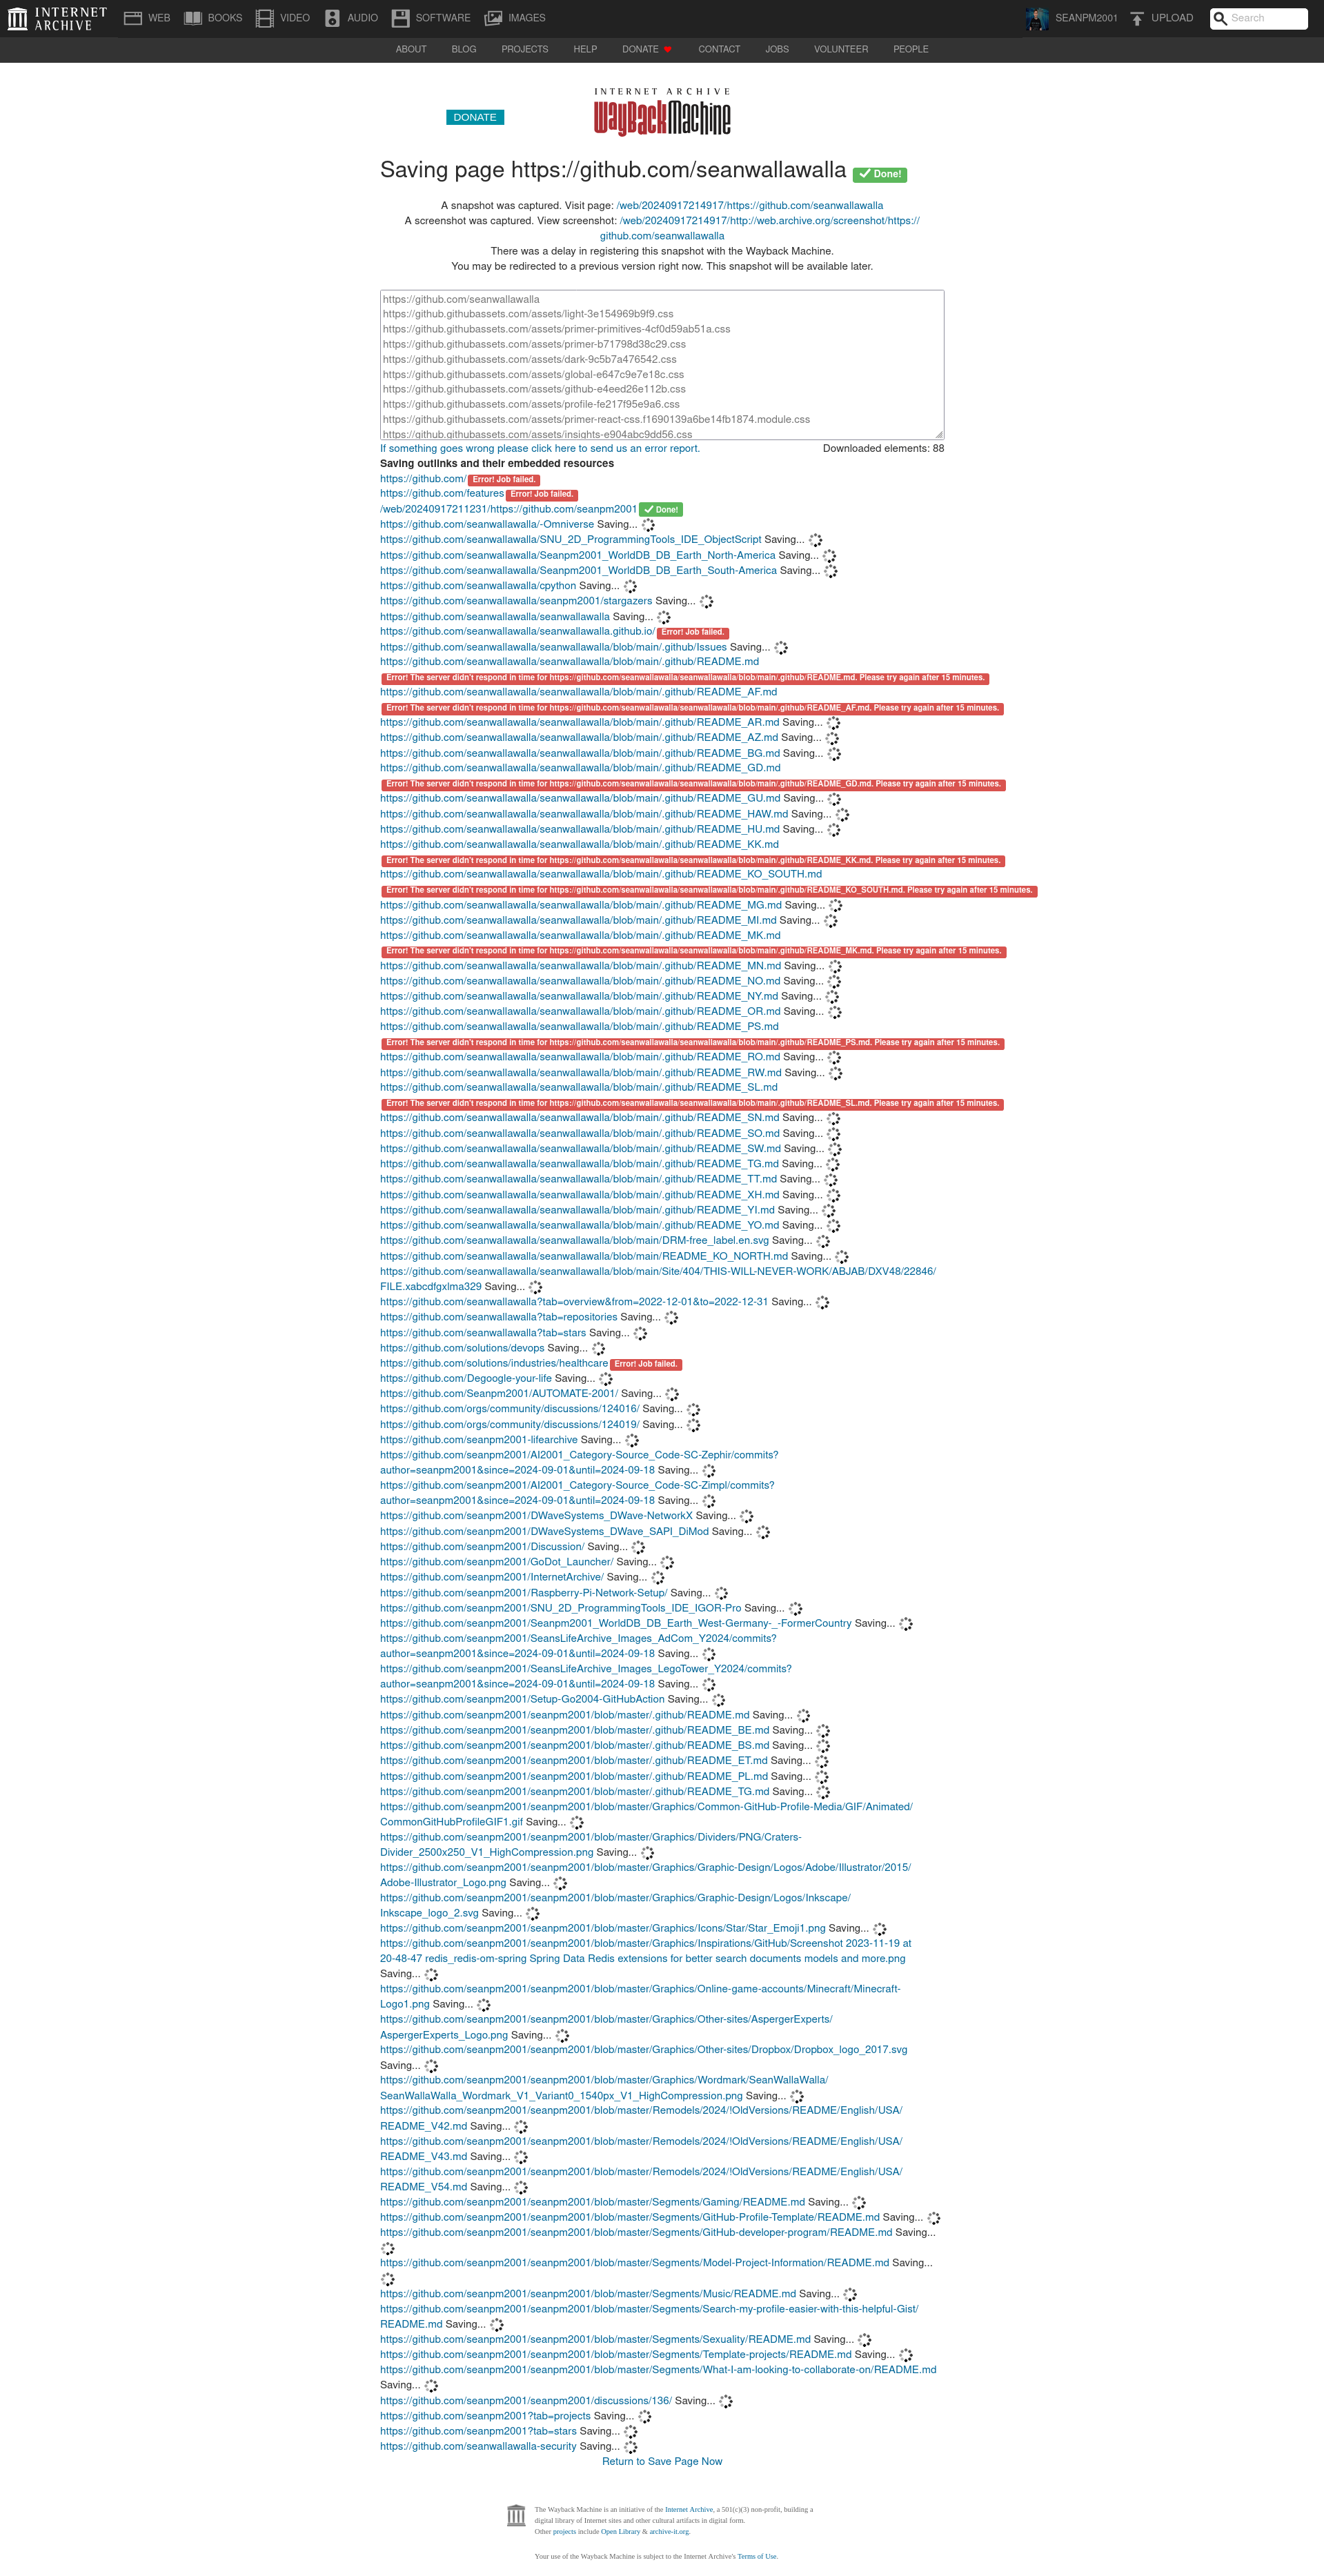 INTERNET ARCHIVE
WEB
BOOKS
VIDEO
AUDIO
SOFTWARE
IMAGES
SEANPM2001
UPLOAD
Search
ABOUT
BLOG
PROJECTS
HELP
DONATE
CONTACT
JOBS
VOLUNTEER
PEOPLE
DONATE
INTERNET ARCHIVE
WayBackMachine
Saving page https://github.com/seanwallawalla Done!
A snapshot was captured. Visit page: /web/20240917214917/https://github.com/seanwallawalla
A screenshot was captured. View screenshot: /web/20240917214917/http://web.archive.org/screenshot/https://
github.com/seanwallawalla
There was a delay in registering this snapshot with the Wayback Machine.
You may be redirected to a previous version right now. This snapshot will be available later.
https://github.com/seanwallawalla
https://github.githubassets.com/assets/light-3e154969b9f9.css
https://github.githubassets.com/assets/primer-primitives-4cf0d59ab51a.css
https://github.githubassets.com/assets/primer-b71798d38c29.css
https://github.githubassets.com/assets/dark-9c5b7a476542.css
https://github.githubassets.com/assets/global-e647c9e7e18c.css
https://github.githubassets.com/assets/github-e4eed26e112b.css
https://github.githubassets.com/assets/profile-fe217f95e9a6.css
https://github.githubassets.com/assets/primer-react-css.f1690139a6be14fb1874.module.css
https://github.githubassets.com/assets/insights-e904abc9dd56.css
If something goes wrong please click here to send us an error report.
Downloaded elements: 88
Saving outlinks and their embedded resources
https://github.com/ Error! Job failed.
https://github.com/features Error! Job failed.
/web/20240917211231/https://github.com/seanpm2001 Done!
https://github.com/seanwallawalla/-Omniverse Saving...
https://github.com/seanwallawalla/SNU_2D_ProgrammingTools_IDE_ObjectScript Saving...
https://github.com/seanwallawalla/Seanpm2001_WorldDB_DB_Earth_North-America Saving...
https://github.com/seanwallawalla/Seanpm2001_WorldDB_DB_Earth_South-America Saving...
https://github.com/seanwallawalla/cpython Saving...
https://github.com/seanwallawalla/seanpm2001/stargazers Saving...
https://github.com/seanwallawalla/seanwallawalla Saving...
https://github.com/seanwallawalla/seanwallawalla.github.io/ Error! Job failed.
https://github.com/seanwallawalla/seanwallawalla/blob/main/.github/Issues Saving...
https://github.com/seanwallawalla/seanwallawalla/blob/main/.github/README.md
Error! The server didn't respond in time for https://github.com/seanwallawalla/seanwallawalla/blob/main/.github/README.md. Please try again after 15 minutes.
https://github.com/seanwallawalla/seanwallawalla/blob/main/.github/README_AF.md
Error! The server didn't respond in time for https://github.com/seanwallawalla/seanwallawalla/blob/main/.github/README_AF.md. Please try again after 15 minutes.
https://github.com/seanwallawalla/seanwallawalla/blob/main/.github/README_AR.md Saving...
https://github.com/seanwallawalla/seanwallawalla/blob/main/.github/README_AZ.md Saving...
https://github.com/seanwallawalla/seanwallawalla/blob/main/.github/README_BG.md Saving...
https://github.com/seanwallawalla/seanwallawalla/blob/main/.github/README_GD.md
Error! The server didn't respond in time for https://github.com/seanwallawalla/seanwallawalla/blob/main/.github/README_GD.md. Please try again after 15 minutes.
https://github.com/seanwallawalla/seanwallawalla/blob/main/.github/README_GU.md Saving...
https://github.com/seanwallawalla/seanwallawalla/blob/main/.github/README_HAW.md Saving...
https://github.com/seanwallawalla/seanwallawalla/blob/main/.github/README_HU.md Saving...
https://github.com/seanwallawalla/seanwallawalla/blob/main/.github/README_KK.md
Error! The server didn't respond in time for https://github.com/seanwallawalla/seanwallawalla/blob/main/.github/README_KK.md. Please try again after 15 minutes.
https://github.com/seanwallawalla/seanwallawalla/blob/main/.github/README_KO_SOUTH.md
Error! The server didn't respond in time for https://github.com/seanwallawalla/seanwallawalla/blob/main/.github/README_KO_SOUTH.md. Please try again after 15 minutes.
https://github.com/seanwallawalla/seanwallawalla/blob/main/.github/README_MG.md Saving...
https://github.com/seanwallawalla/seanwallawalla/blob/main/.github/README_MI.md Saving...
https://github.com/seanwallawalla/seanwallawalla/blob/main/.github/README_MK.md
Error! The server didn't respond in time for https://github.com/seanwallawalla/seanwallawalla/blob/main/.github/README_MK.md. Please try again after 15 minutes.
https://github.com/seanwallawalla/seanwallawalla/blob/main/.github/README_MN.md Saving...
https://github.com/seanwallawalla/seanwallawalla/blob/main/.github/README_NO.md Saving...
https://github.com/seanwallawalla/seanwallawalla/blob/main/.github/README_NY.md Saving...
https://github.com/seanwallawalla/seanwallawalla/blob/main/.github/README_OR.md Saving...
https://github.com/seanwallawalla/seanwallawalla/blob/main/.github/README_PS.md
Error! The server didn't respond in time for https://github.com/seanwallawalla/seanwallawalla/blob/main/.github/README_PS.md. Please try again after 15 minutes.
https://github.com/seanwallawalla/seanwallawalla/blob/main/.github/README_RO.md Saving...
https://github.com/seanwallawalla/seanwallawalla/blob/main/.github/README_RW.md Saving...
https://github.com/seanwallawalla/seanwallawalla/blob/main/.github/README_SL.md
Error! The server didn't respond in time for https://github.com/seanwallawalla/seanwallawalla/blob/main/.github/README_SL.md. Please try again after 15 minutes.
https://github.com/seanwallawalla/seanwallawalla/blob/main/.github/README_SN.md Saving...
https://github.com/seanwallawalla/seanwallawalla/blob/main/.github/README_SO.md Saving...
https://github.com/seanwallawalla/seanwallawalla/blob/main/.github/README_SW.md Saving...
https://github.com/seanwallawalla/seanwallawalla/blob/main/.github/README_TG.md Saving...
https://github.com/seanwallawalla/seanwallawalla/blob/main/.github/README_TT.md Saving...
https://github.com/seanwallawalla/seanwallawalla/blob/main/.github/README_XH.md Saving...
https://github.com/seanwallawalla/seanwallawalla/blob/main/.github/README_YI.md Saving...
https://github.com/seanwallawalla/seanwallawalla/blob/main/.github/README_YO.md Saving...
https://github.com/seanwallawalla/seanwallawalla/blob/main/DRM-free_label.en.svg Saving...
https://github.com/seanwallawalla/seanwallawalla/blob/main/README_KO_NORTH.md Saving...
https://github.com/seanwallawalla/seanwallawalla/blob/main/Site/404/THIS-WILL-NEVER-WORK/ABJAB/DXV48/22846/
FILE.xabcdfgxlma329 Saving...
https://github.com/seanwallawalla?tab=overview&from=2022-12-01&to=2022-12-31 Saving...
https://github.com/seanwallawalla?tab=repositories Saving...
https://github.com/seanwallawalla?tab=stars Saving...
https://github.com/solutions/devops Saving...
https://github.com/solutions/industries/healthcare Error! Job failed.
https://github.com/Degoogle-your-life Saving...
https://github.com/Seanpm2001/AUTOMATE-2001/ Saving...
https://github.com/orgs/community/discussions/124016/ Saving...
https://github.com/orgs/community/discussions/124019/ Saving...
https://github.com/seanpm2001-lifearchive Saving...
https://github.com/seanpm2001/AI2001_Category-Source_Code-SC-Zephir/commits?
author=seanpm2001&since=2024-09-01&until=2024-09-18 Saving...
https://github.com/seanpm2001/AI2001_Category-Source_Code-SC-Zimpl/commits?
author=seanpm2001&since=2024-09-01&until=2024-09-18 Saving...
https://github.com/seanpm2001/DWaveSystems_DWave-NetworkX Saving...
https://github.com/seanpm2001/DWaveSystems_DWave_SAPI_DiMod Saving...
https://github.com/seanpm2001/Discussion/ Saving...
https://github.com/seanpm2001/GoDot_Launcher/ Saving...
https://github.com/seanpm2001/InternetArchive/ Saving...
https://github.com/seanpm2001/Raspberry-Pi-Network-Setup/ Saving...
https://github.com/seanpm2001/SNU_2D_ProgrammingTools_IDE_IGOR-Pro Saving...
https://github.com/seanpm2001/Seanpm2001_WorldDB_DB_Earth_West-Germany-_-FormerCountry Saving...
https://github.com/seanpm2001/SeansLifeArchive_Images_AdCom_Y2024/commits?
author=seanpm2001&since=2024-09-01&until=2024-09-18 Saving...
https://github.com/seanpm2001/SeansLifeArchive_Images_LegoTower_Y2024/commits?
author=seanpm2001&since=2024-09-01&until=2024-09-18 Saving...
https://github.com/seanpm2001/Setup-Go2004-GitHubAction Saving...
https://github.com/seanpm2001/seanpm2001/blob/master/.github/README.md Saving...
https://github.com/seanpm2001/seanpm2001/blob/master/.github/README_BE.md Saving...
https://github.com/seanpm2001/seanpm2001/blob/master/.github/README_BS.md Saving...
https://github.com/seanpm2001/seanpm2001/blob/master/.github/README_ET.md Saving...
https://github.com/seanpm2001/seanpm2001/blob/master/.github/README_PL.md Saving...
https://github.com/seanpm2001/seanpm2001/blob/master/.github/README_TG.md Saving...
https://github.com/seanpm2001/seanpm2001/blob/master/Graphics/Common-GitHub-Profile-Media/GIF/Animated/
CommonGitHubProfileGIF1.gif Saving...
https://github.com/seanpm2001/seanpm2001/blob/master/Graphics/Dividers/PNG/Craters-
Divider_2500x250_V1_HighCompression.png Saving...
https://github.com/seanpm2001/seanpm2001/blob/master/Graphics/Graphic-Design/Logos/Adobe/Illustrator/2015/
Adobe-Illustrator_Logo.png Saving...
https://github.com/seanpm2001/seanpm2001/blob/master/Graphics/Graphic-Design/Logos/Inkscape/
Inkscape_logo_2.svg Saving...
https://github.com/seanpm2001/seanpm2001/blob/master/Graphics/Icons/Star/Star_Emoji1.png Saving...
https://github.com/seanpm2001/seanpm2001/blob/master/Graphics/Inspirations/GitHub/Screenshot 2023-11-19 at
20-48-47 redis_redis-om-spring Spring Data Redis extensions for better search documents models and more.png
Saving...
https://github.com/seanpm2001/seanpm2001/blob/master/Graphics/Online-game-accounts/Minecraft/Minecraft-
Logo1.png Saving...
https://github.com/seanpm2001/seanpm2001/blob/master/Graphics/Other-sites/AspergerExperts/
AspergerExperts_Logo.png Saving...
https://github.com/seanpm2001/seanpm2001/blob/master/Graphics/Other-sites/Dropbox/Dropbox_logo_2017.svg
Saving...
https://github.com/seanpm2001/seanpm2001/blob/master/Graphics/Wordmark/SeanWallaWalla/
SeanWallaWalla_Wordmark_V1_Variant0_1540px_V1_HighCompression.png Saving...
https://github.com/seanpm2001/seanpm2001/blob/master/Remodels/2024/!OldVersions/README/English/USA/
README_V42.md Saving...
https://github.com/seanpm2001/seanpm2001/blob/master/Remodels/2024/!OldVersions/README/English/USA/
README_V43.md Saving...
https://github.com/seanpm2001/seanpm2001/blob/master/Remodels/2024/!OldVersions/README/English/USA/
README_V54.md Saving...
https://github.com/seanpm2001/seanpm2001/blob/master/Segments/Gaming/README.md Saving...
https://github.com/seanpm2001/seanpm2001/blob/master/Segments/GitHub-Profile-Template/README.md Saving...
https://github.com/seanpm2001/seanpm2001/blob/master/Segments/GitHub-developer-program/README.md Saving...
https://github.com/seanpm2001/seanpm2001/blob/master/Segments/Model-Project-Information/README.md Saving...
https://github.com/seanpm2001/seanpm2001/blob/master/Segments/Music/README.md Saving...
https://github.com/seanpm2001/seanpm2001/blob/master/Segments/Search-my-profile-easier-with-this-helpful-Gist/
README.md Saving...
https://github.com/seanpm2001/seanpm2001/blob/master/Segments/Sexuality/README.md Saving...
https://github.com/seanpm2001/seanpm2001/blob/master/Segments/Template-projects/README.md Saving...
https://github.com/seanpm2001/seanpm2001/blob/master/Segments/What-I-am-looking-to-collaborate-on/README.md
Saving...
https://github.com/seanpm2001/seanpm2001/discussions/136/ Saving...
https://github.com/seanpm2001?tab=projects Saving...
https://github.com/seanpm2001?tab=stars Saving...
https://github.com/seanwallawalla-security Saving...
Return to Save Page Now
The Wayback Machine is an initiative of the Internet Archive, a 501(c)(3) non-profit, building a
digital library of Internet sites and other cultural artifacts in digital form.
Other projects include Open Library & archive-it.org.
Your use of the Wayback Machine is subject to the Internet Archive's Terms of Use.